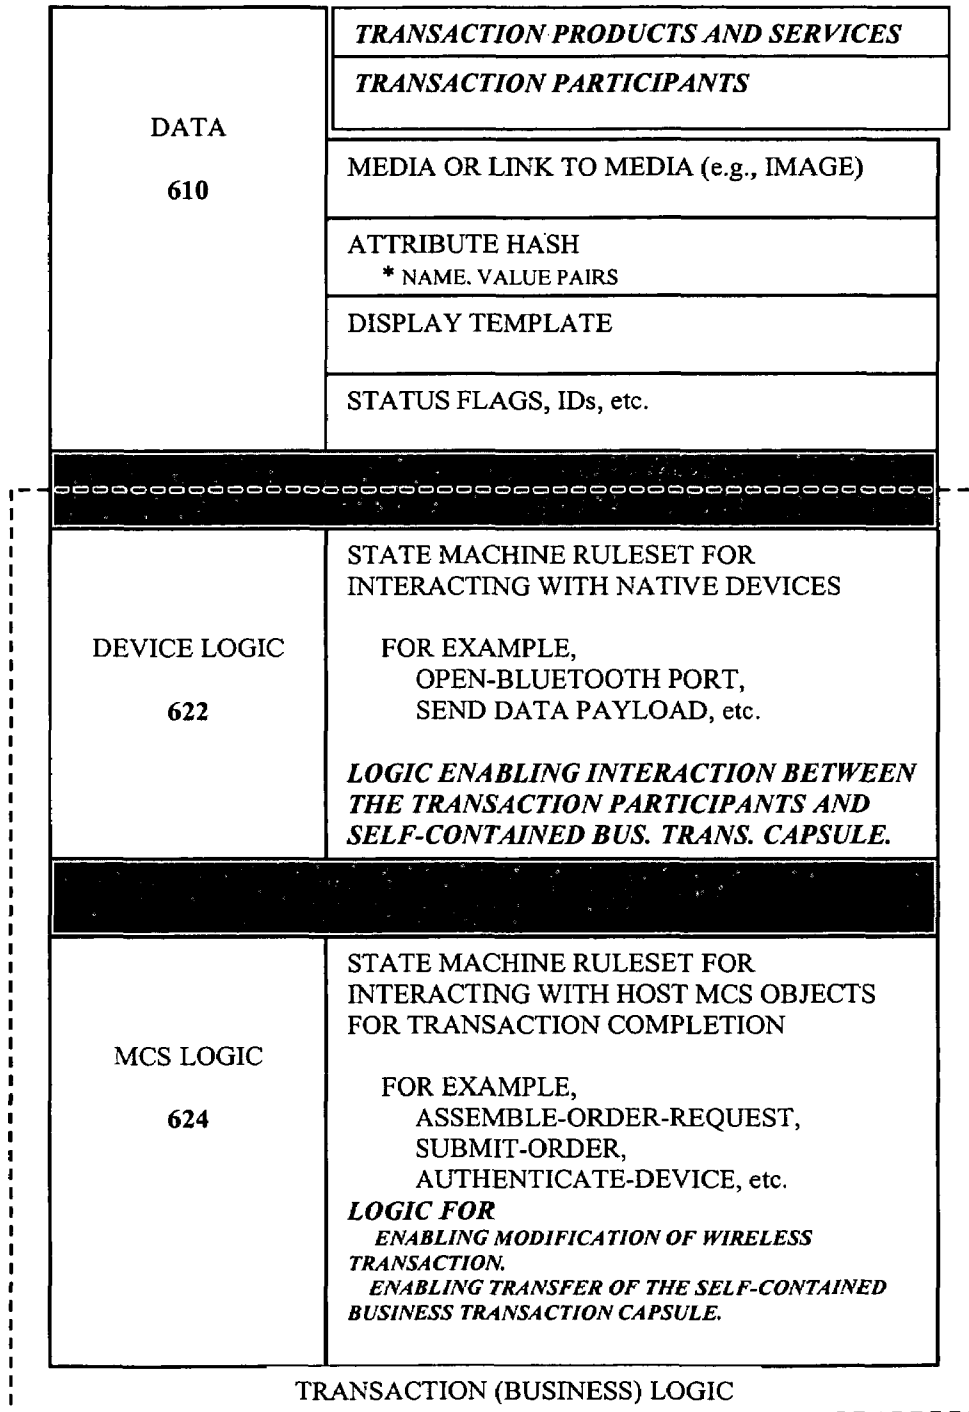 TRANSACTION PRODUCTS AND SERVICES
TRANSACTION PARTICIPANTS
DATA
610
MEDIA OR LINK TO MEDIA (e.g., IMAGE)
ATTRIBUTE HASH
* NAME. VALUE PAIRS
DISPLAY TEMPLATE
STATUS FLAGS, IDs, etc.
DEVICE LOGIC
622
STATE MACHINE RULESET FOR
INTERACTING WITH NATIVE DEVICES
FOR EXAMPLE,
OPEN-BLUETOOTH PORT,
SEND DATA PAYLOAD, etc.
LOGIC ENABLING INTERACTION BETWEEN
THE TRANSACTION PARTICIPANTS AND
SELF-CONTAINED BUS. TRANS. CAPSULE.
MCS LOGIC
624
STATE MACHINE RULESET FOR
INTERACTING WITH HOST MCS OBJECTS
FOR TRANSACTION COMPLETION
FOR EXAMPLE,
ASSEMBLE-ORDER-REQUEST,
SUBMIT-ORDER,
AUTHENTICATE-DEVICE, etc.
LOGIC FOR
ENABLING MODIFICATION OF WIRELESS
TRANSACTION.
ENABLING TRANSFER OF THE SELF-CONTAINED
BUSINESS TRANSACTION CAPSULE.
TRANSACTION (BUSINESS) LOGIC